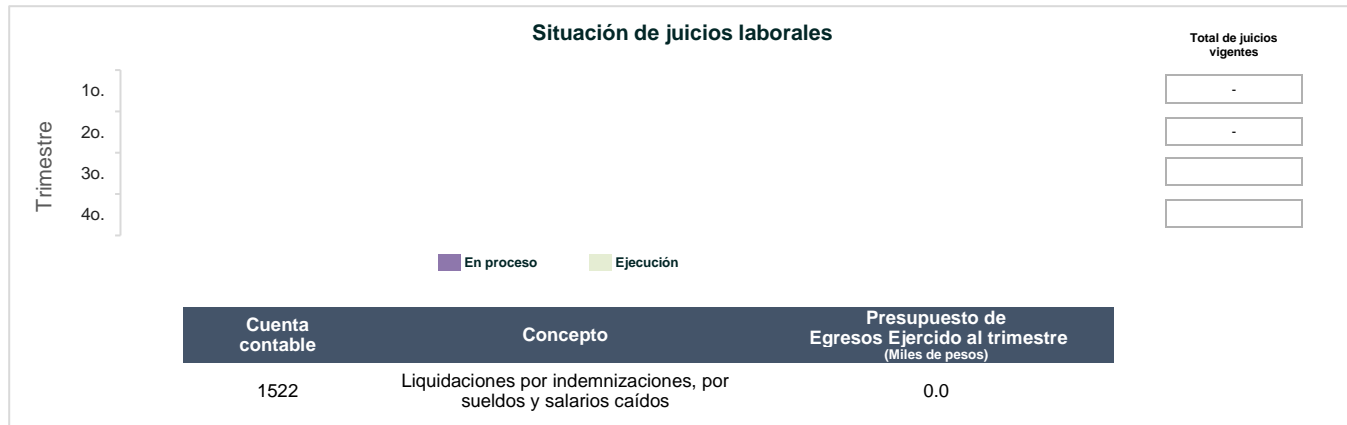 Situación de juicios laborales
Total de juicios
vigentes
Trimestre
1o.
-
2o.
-
3o.
4o.
En proceso
Ejecución
Cuenta
contable
Concepto
Presupuesto de
Egresos Ejercido al trimestre
(Miles de pesos)
1522
Liquidaciones por indemnizaciones, por
sueldos y salarios caídos
0.0